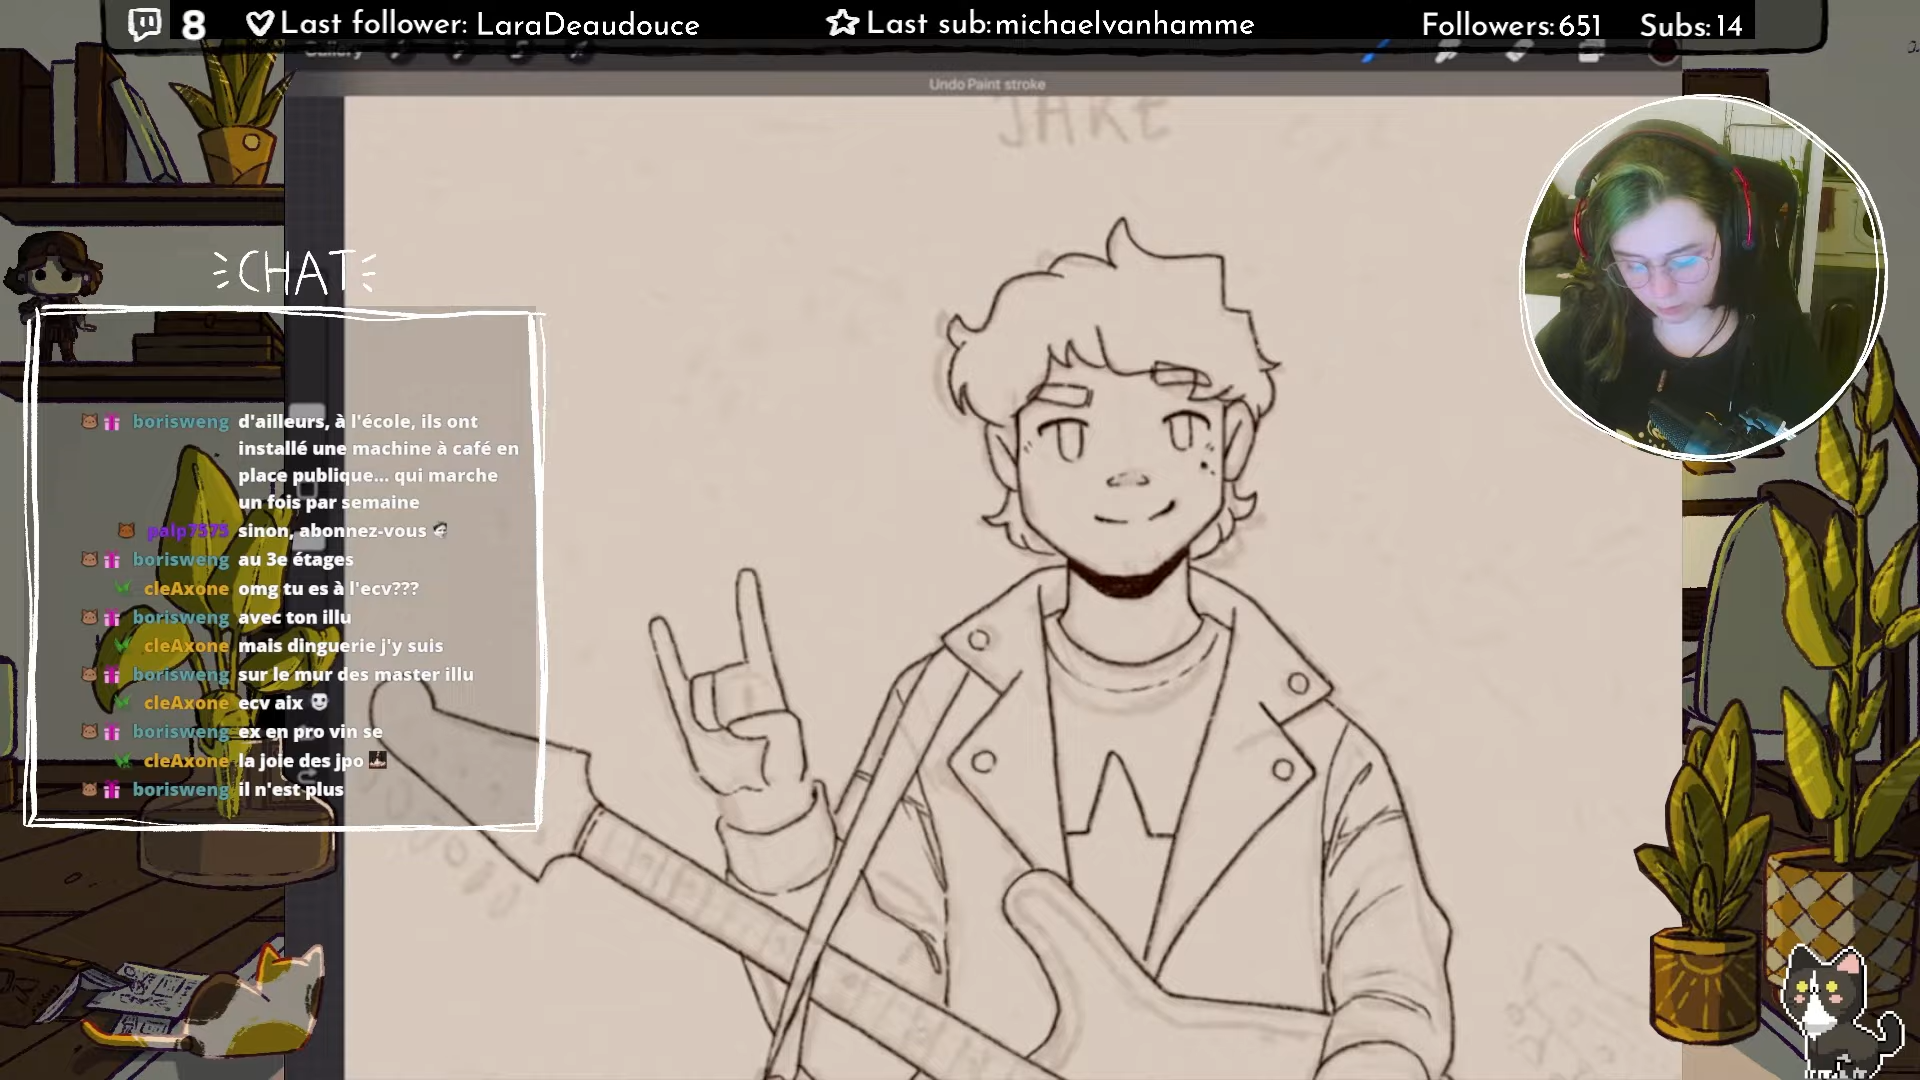 8 Last follower: LaraDeaudouce Last sub: michaelvanhamme Followers: 651 Subs: 14
Gallery
Undo Paint stroke
JAKE
CHAT
borisweng d'ailleurs, à l'école, ils ont
installé une machine à café en
place publique... qui marche
un fois par semaine
palp7575 sinon, abonnez-vous
borisweng au 3e étages
cleAxone omg tu es à l'ecv???
borisweng avec ton illu
cleAxone mais dinguerie j'y suis
borisweng sur le mur des master illu
cleAxone ecv aix
borisweng ex en pro vin se
cleAxone la joie des jpo
borisweng il n'est plus